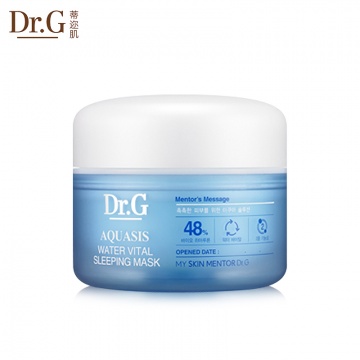 Dr.G 蒂迩肌
Dr.G
AQUASIS
WATER VITAL
SLEEPING MASK
Mentor's Message
48%
OPENED DATE :
MY SKIN MENTOR Dr.G